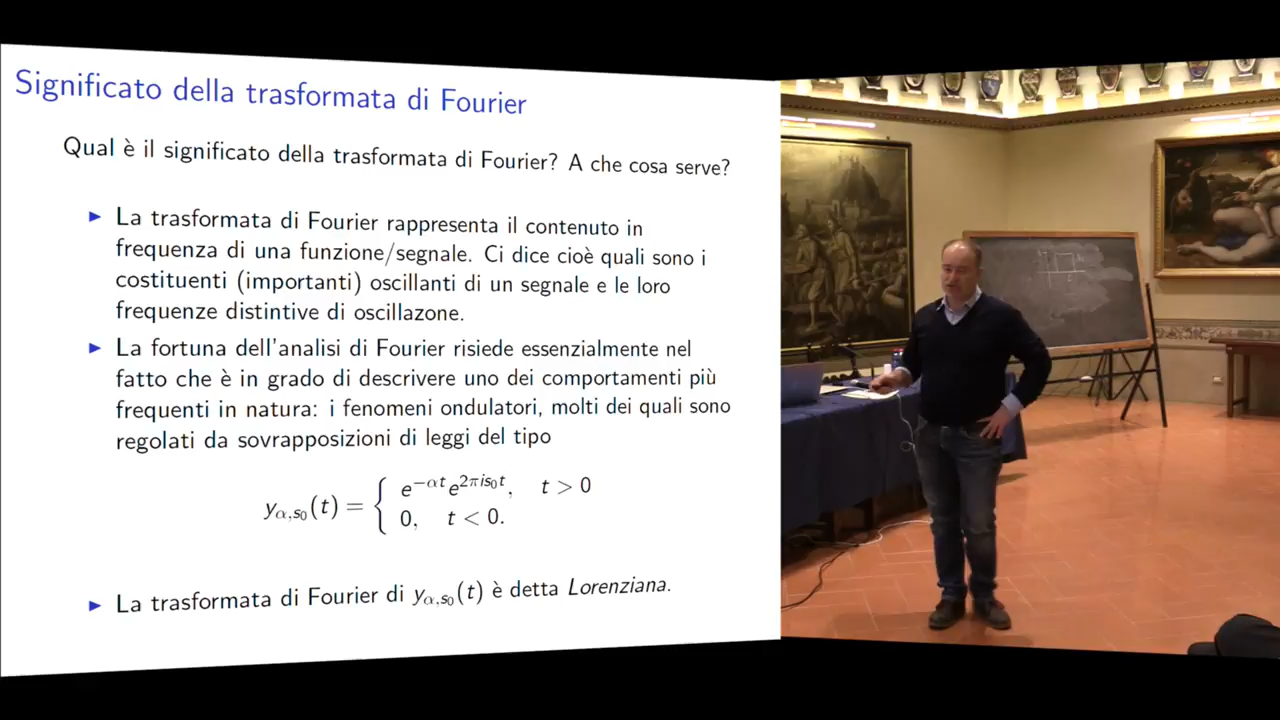 Significato della trasformata di Fourier
Qual è il significato della trasformata di Fourier? A che cosa serve?
▶ La trasformata di Fourier rappresenta il contenuto in
frequenza di una funzione/segnale. Ci dice cioè quali sono i
costituenti (importanti) oscillanti di un segnale e le loro
frequenze distintive di oscillazone.
▶ La fortuna dell'analisi di Fourier risiede essenzialmente nel
fatto che è in grado di descrivere uno dei comportamenti più
frequenti in natura: i fenomeni ondulatori, molti dei quali sono
regolati da sovrapposizioni di leggi del tipo
y_{α,s₀}(t) = { e^{−αt}e^{2πis₀t}, t > 0
0, t < 0.
▶ La trasformata di Fourier di y_{α,s₀}(t) è detta Lorenziana.